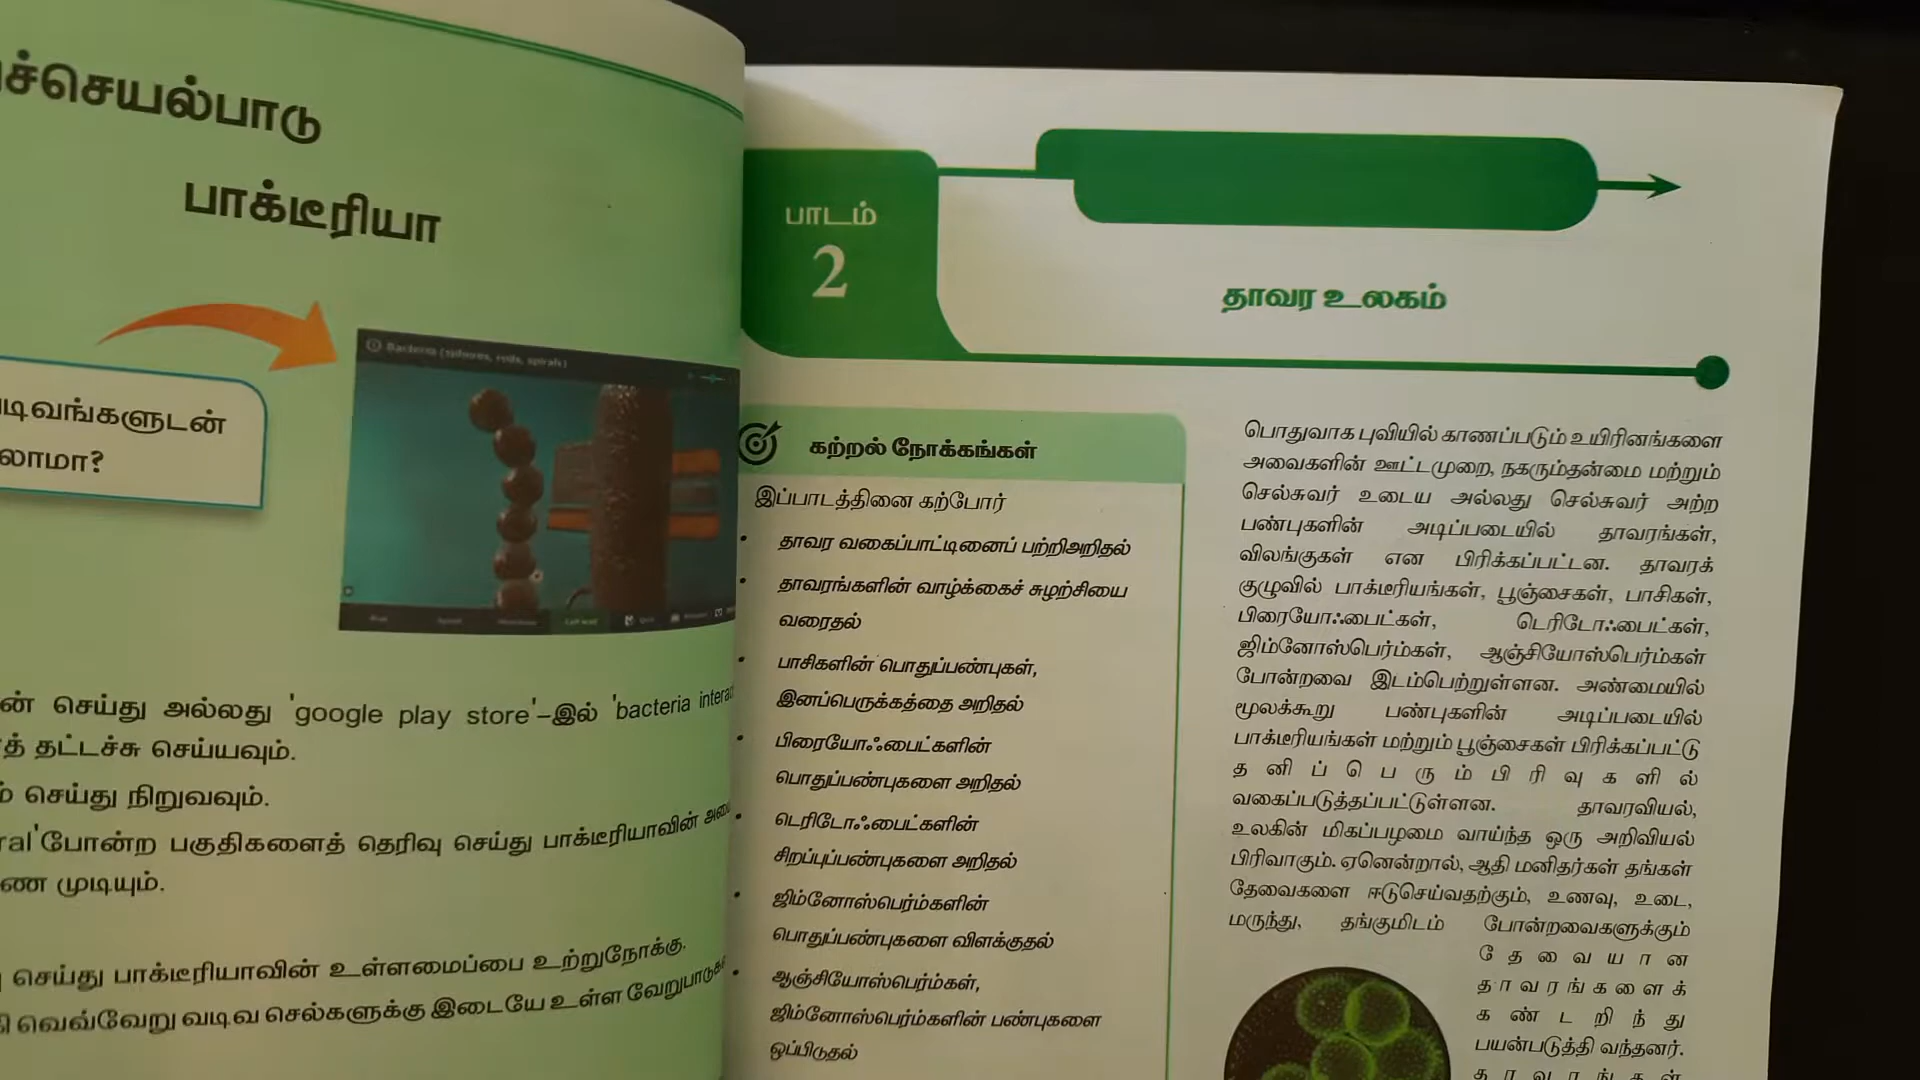 ச்செயல்பாடு
பாக்டீரியா
Bacteria (spheres, rods, spirals)
டிவங்களுடன்
லாமா?
ன் செய்து அல்லது 'google play store'-இல் 'bacteria interac
த் தட்டச்சு செய்யவும்.
ம் செய்து நிறுவவும்.
ral'போன்ற பகுதிகளைத் தெரிவு செய்து பாக்டீரியாவின் அமை
ண முடியும்.
செய்து பாக்டீரியாவின் உள்ளமைப்பை உற்றுநோக்கு.
வெவ்வேறு வடிவ செல்களுக்கு இடையே உள்ள வேறுபாடுக
பாடம்
2
தாவர உலகம்
கற்றல் நோக்கங்கள்
இப்பாடத்தினை கற்போர்
• தாவர வகைப்பாட்டினைப் பற்றிஅறிதல்
• தாவரங்களின் வாழ்க்கைச் சுழற்சியை
வரைதல்
• பாசிகளின் பொதுப்பண்புகள்,
இனப்பெருக்கத்தை அறிதல்
• பிரையோஃபைட்களின்
பொதுப்பண்புகளை அறிதல்
• டெரிடோஃபைட்களின்
சிறப்புப்பண்புகளை அறிதல்
• ஜிம்னோஸ்பெர்ம்களின்
பொதுப்பண்புகளை விளக்குதல்
• ஆஞ்சியோஸ்பெர்ம்கள்,
ஜிம்னோஸ்பெர்ம்களின் பண்புகளை
ஒப்பிடுதல்
பொதுவாக புவியில் காணப்படும் உயிரினங்களை
அவைகளின் ஊட்டமுறை, நகரும்தன்மை மற்றும்
செல்சுவர் உடைய அல்லது செல்சுவர் அற்ற
பண்புகளின் அடிப்படையில் தாவரங்கள்,
விலங்குகள் என பிரிக்கப்பட்டன. தாவரக்
குழுவில் பாக்டீரியங்கள், பூஞ்சைகள், பாசிகள்,
பிரையோஃபைட்கள், டெரிடோஃபைட்கள்,
ஜிம்னோஸ்பெர்ம்கள், ஆஞ்சியோஸ்பெர்ம்கள்
போன்றவை இடம்பெற்றுள்ளன. அண்மையில்
மூலக்கூறு பண்புகளின் அடிப்படையில்
பாக்டீரியங்கள் மற்றும் பூஞ்சைகள் பிரிக்கப்பட்டு
தனிப்பெரும்பிரிவுகளில்
வகைப்படுத்தப்பட்டுள்ளன. தாவரவியல்,
உலகின் மிகப்பழமை வாய்ந்த ஒரு அறிவியல்
பிரிவாகும். ஏனென்றால், ஆதி மனிதர்கள் தங்கள்
தேவைகளை ஈடுசெய்வதற்கும், உணவு, உடை,
மருந்து, தங்குமிடம் போன்றவைகளுக்கும்
தேவையான
தாவரங்களைக்
கண்டறிந்து
பயன்படுத்தி வந்தனர்.